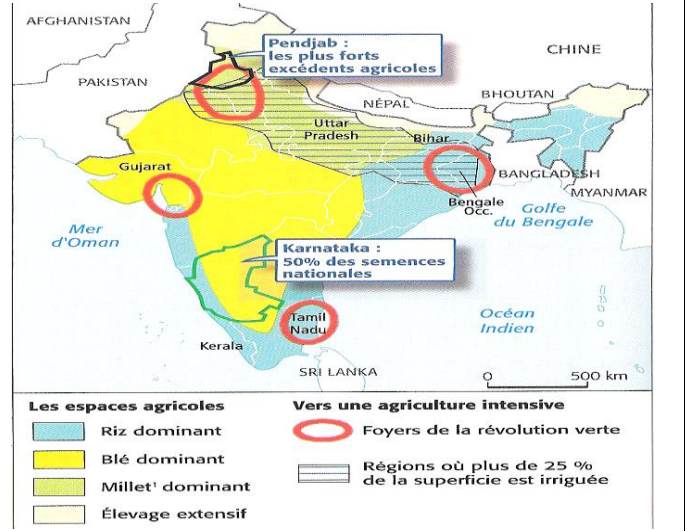 AFGHANISTAN
Pendjab :
les plus forts
excédents agricoles
CHINE
PAKISTAN
NÉPAL
BHOUTAN
Uttar
Pradesh
Bihar
Gujarat
BANGLADESH
MYANMAR
Bengale
Occ.
Golfe
du Bengale
Mer
d'Oman
Karnataka :
50% des semences
nationales
Tamil
Nadu
Océan
Indien
Kerala
SRI LANKA
0 500 km
Les espaces agricoles
Riz dominant
Blé dominant
Millet¹ dominant
Élevage extensif
Vers une agriculture intensive
Foyers de la révolution verte
Régions où plus de 25 %
de la superficie est irriguée